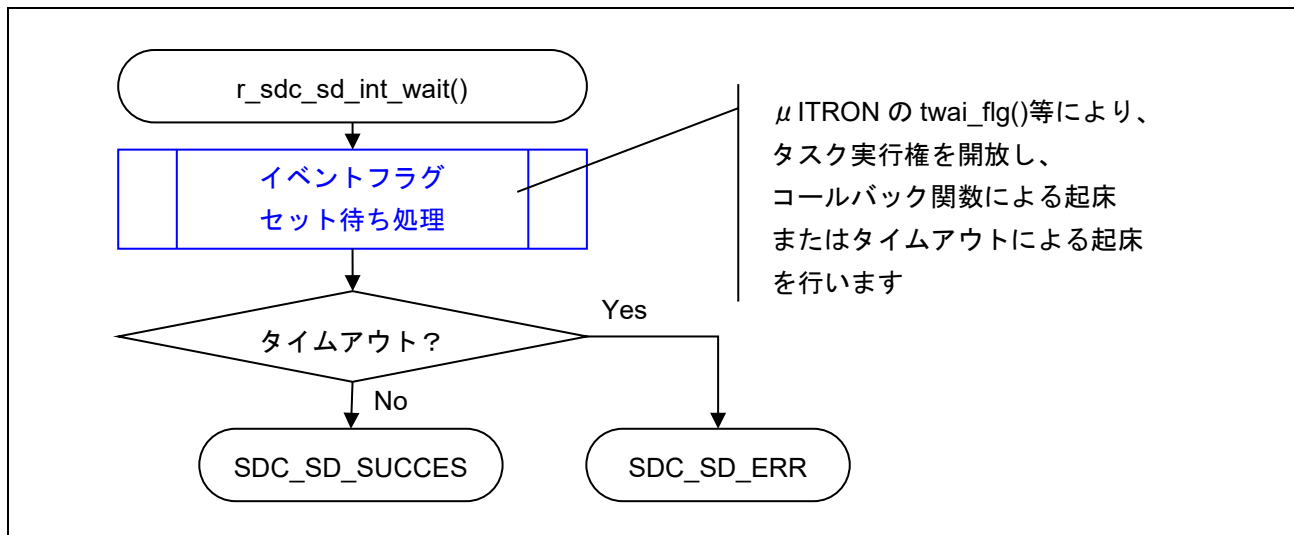 r_sdc_sd_int_wait()
イベントフラグ
セット待ち処理
μ ITRON の twai_flg()等により、
タスク実行権を開放し、
コールバック関数による起床
またはタイムアウトによる起床
を行います
タイムアウト？
Yes
No
SDC_SD_SUCCES
SDC_SD_ERR